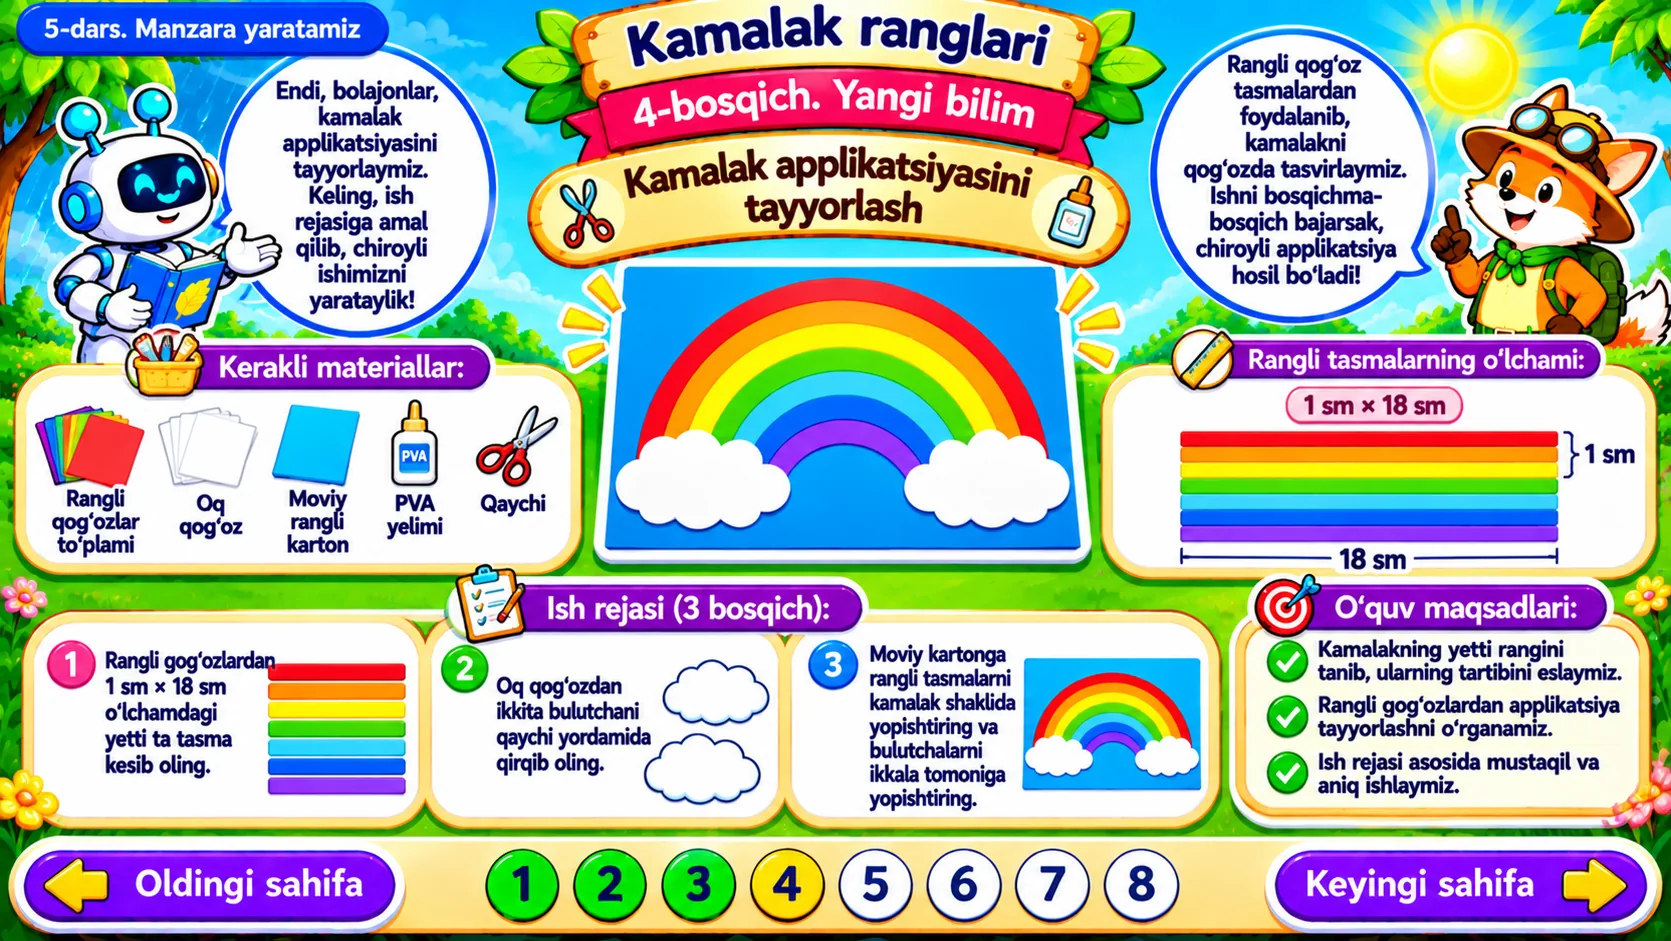 5-dars. Manzara yaratamiz
Kamalak ranglari
4-bosqich. Yangi bilim
Kamalak applikatsiyasini
tayyorlash
Endi, bolajonlar,
kamalak
applikatsiyasini
tayyorlaymiz.
Keling, ish
rejasiga amal
qilib, chiroyli
ishimizni
yarataylik!
Rangli qog‘oz
tasmalardan
foydalanib,
kamalakni
qog‘ozda tasvirlaymiz.
Ishni bosqichma-
bosqich bajarsak,
chiroyli applikatsiya
hosil bo‘ladi!
Kerakli materiallar:
Rangli
qog‘ozlar
to‘plami
Oq
qog‘oz
Moviy
rangli
karton
PVA
PVA
yelimi
Qaychi
Rangli tasmalarning o‘lchami:
1 sm × 18 sm
1 sm
18 sm
Ish rejasi (3 bosqich):
1
Rangli gog‘ozlardan
1 sm × 18 sm
o‘lchamdagi
yetti ta tasma
kesib oling.
2
Oq qog‘ozdan
ikkita bulutchani
qaychi yordamida
qirqib oling.
3
Moviy kartonga
rangli tasmalarni
kamalak shaklida
yopishtiring va
bulutchalarni
ikkala tomoniga
yopishtiring.
O‘quv maqsadlari:
Kamalakning yetti rangini
tanib, ularning tartibini eslaymiz.
Rangli gog‘ozlardan applikatsiya
tayyorlashni o‘rganamiz.
Ish rejasi asosida mustaqil va
aniq ishlaymiz.
Oldingi sahifa
1 2 3 4 5 6 7 8
Keyingi sahifa